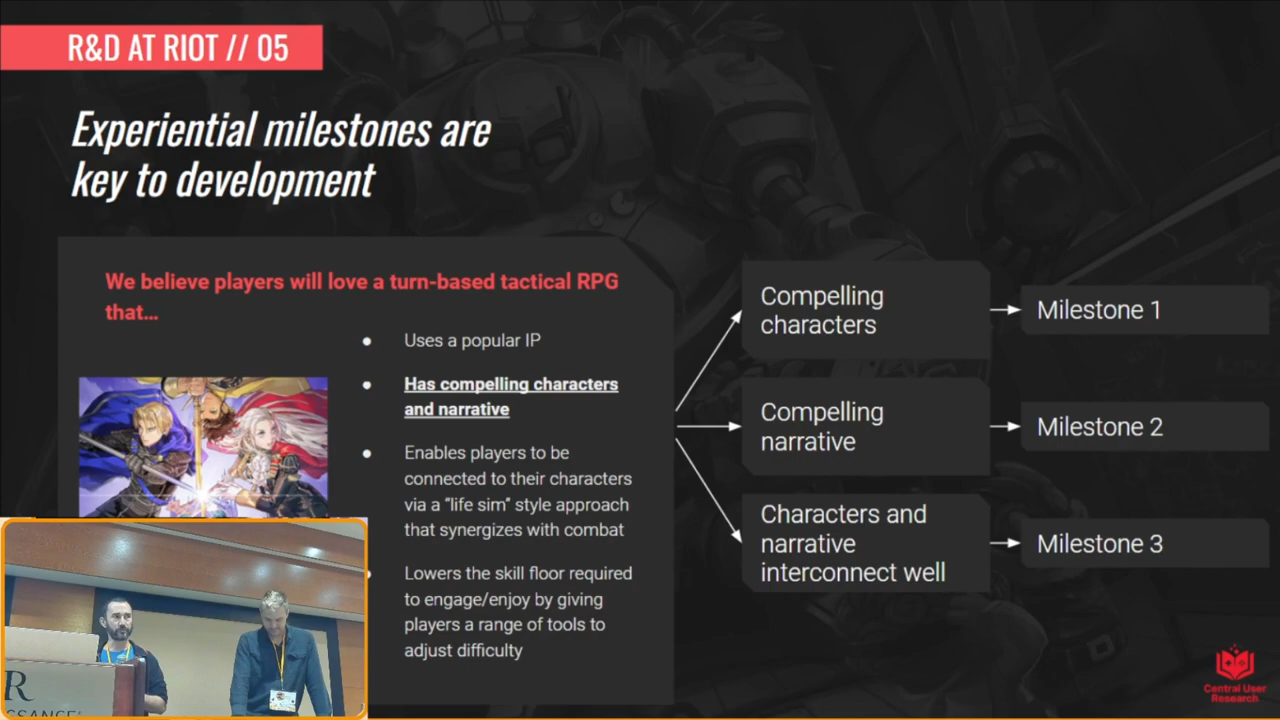 R&D AT RIOT // 05
Experiential milestones are
key to development
We believe players will love a turn-based tactical RPG
that...
● Uses a popular IP
● Has compelling characters
and narrative
● Enables players to be
connected to their characters
via a "life sim" style approach
that synergizes with combat
● Lowers the skill floor required
to engage/enjoy by giving
players a range of tools to
adjust difficulty
Compelling
characters
Milestone 1
Compelling
narrative
Milestone 2
Characters and
narrative
interconnect well
Milestone 3
Central User
Research
R